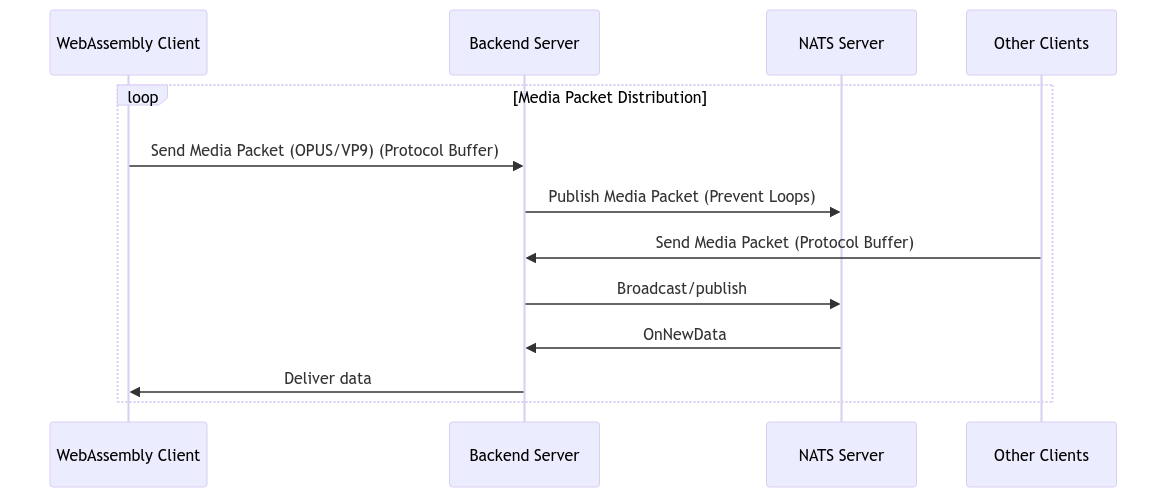 WebAssembly Client
Backend Server
NATS Server
Other Clients
loop
[Media Packet Distribution]
Send Media Packet (OPUS/VP9) (Protocol Buffer)
Publish Media Packet (Prevent Loops)
Send Media Packet (Protocol Buffer)
Broadcast/publish
OnNewData
Deliver data
WebAssembly Client
Backend Server
NATS Server
Other Clients